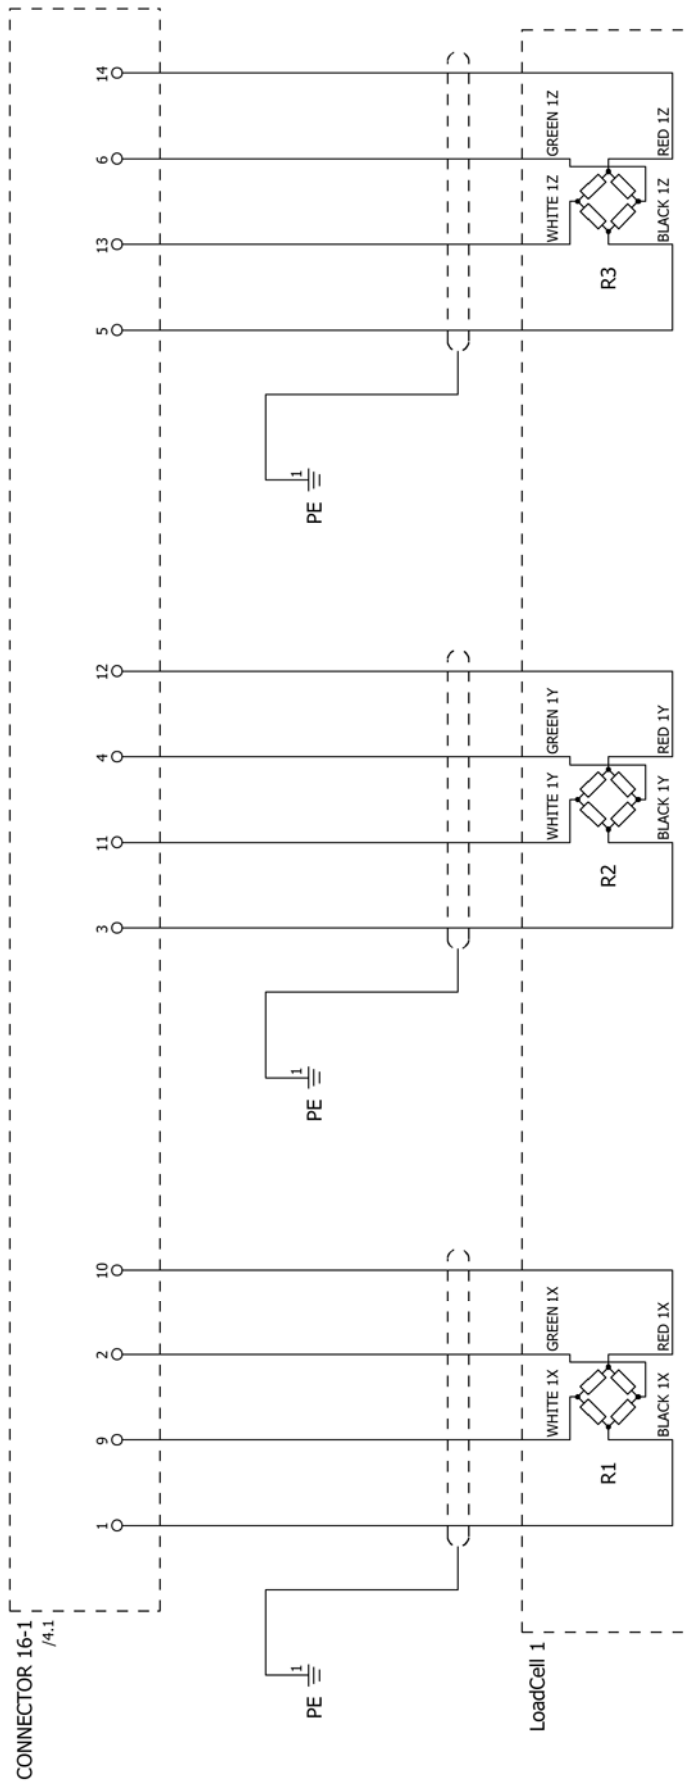 CONNECTOR 16-1
/4.1
1
9
2
10
3
11
4
12
5
13
6
14
1
PE
1
PE
1
PE
LoadCell 1
WHITE 1X
GREEN 1X
R1
BLACK 1X
RED 1X
WHITE 1Y
GREEN 1Y
R2
BLACK 1Y
RED 1Y
WHITE 1Z
GREEN 1Z
R3
BLACK 1Z
RED 1Z